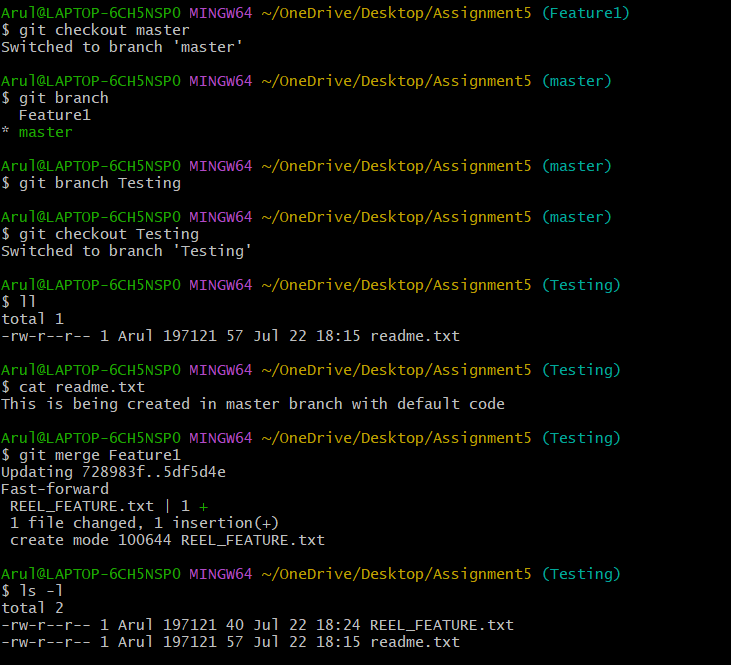 Arul@LAPTOP-6CH5NSP0 MINGW64 ~/OneDrive/Desktop/Assignment5 (Feature1)
$ git checkout master
Switched to branch 'master'
Arul@LAPTOP-6CH5NSP0 MINGW64 ~/OneDrive/Desktop/Assignment5 (master)
$ git branch
  Feature1
* master
Arul@LAPTOP-6CH5NSP0 MINGW64 ~/OneDrive/Desktop/Assignment5 (master)
$ git branch Testing
Arul@LAPTOP-6CH5NSP0 MINGW64 ~/OneDrive/Desktop/Assignment5 (master)
$ git checkout Testing
Switched to branch 'Testing'
Arul@LAPTOP-6CH5NSP0 MINGW64 ~/OneDrive/Desktop/Assignment5 (Testing)
$ ll
total 1
-rw-r--r-- 1 Arul 197121 57 Jul 22 18:15 readme.txt
Arul@LAPTOP-6CH5NSP0 MINGW64 ~/OneDrive/Desktop/Assignment5 (Testing)
$ cat readme.txt
This is being created in master branch with default code
Arul@LAPTOP-6CH5NSP0 MINGW64 ~/OneDrive/Desktop/Assignment5 (Testing)
$ git merge Feature1
Updating 728983f..5df5d4e
Fast-forward
 REEL_FEATURE.txt | 1 +
 1 file changed, 1 insertion(+)
 create mode 100644 REEL_FEATURE.txt
Arul@LAPTOP-6CH5NSP0 MINGW64 ~/OneDrive/Desktop/Assignment5 (Testing)
$ ls -l
total 2
-rw-r--r-- 1 Arul 197121 40 Jul 22 18:24 REEL_FEATURE.txt
-rw-r--r-- 1 Arul 197121 57 Jul 22 18:15 readme.txt